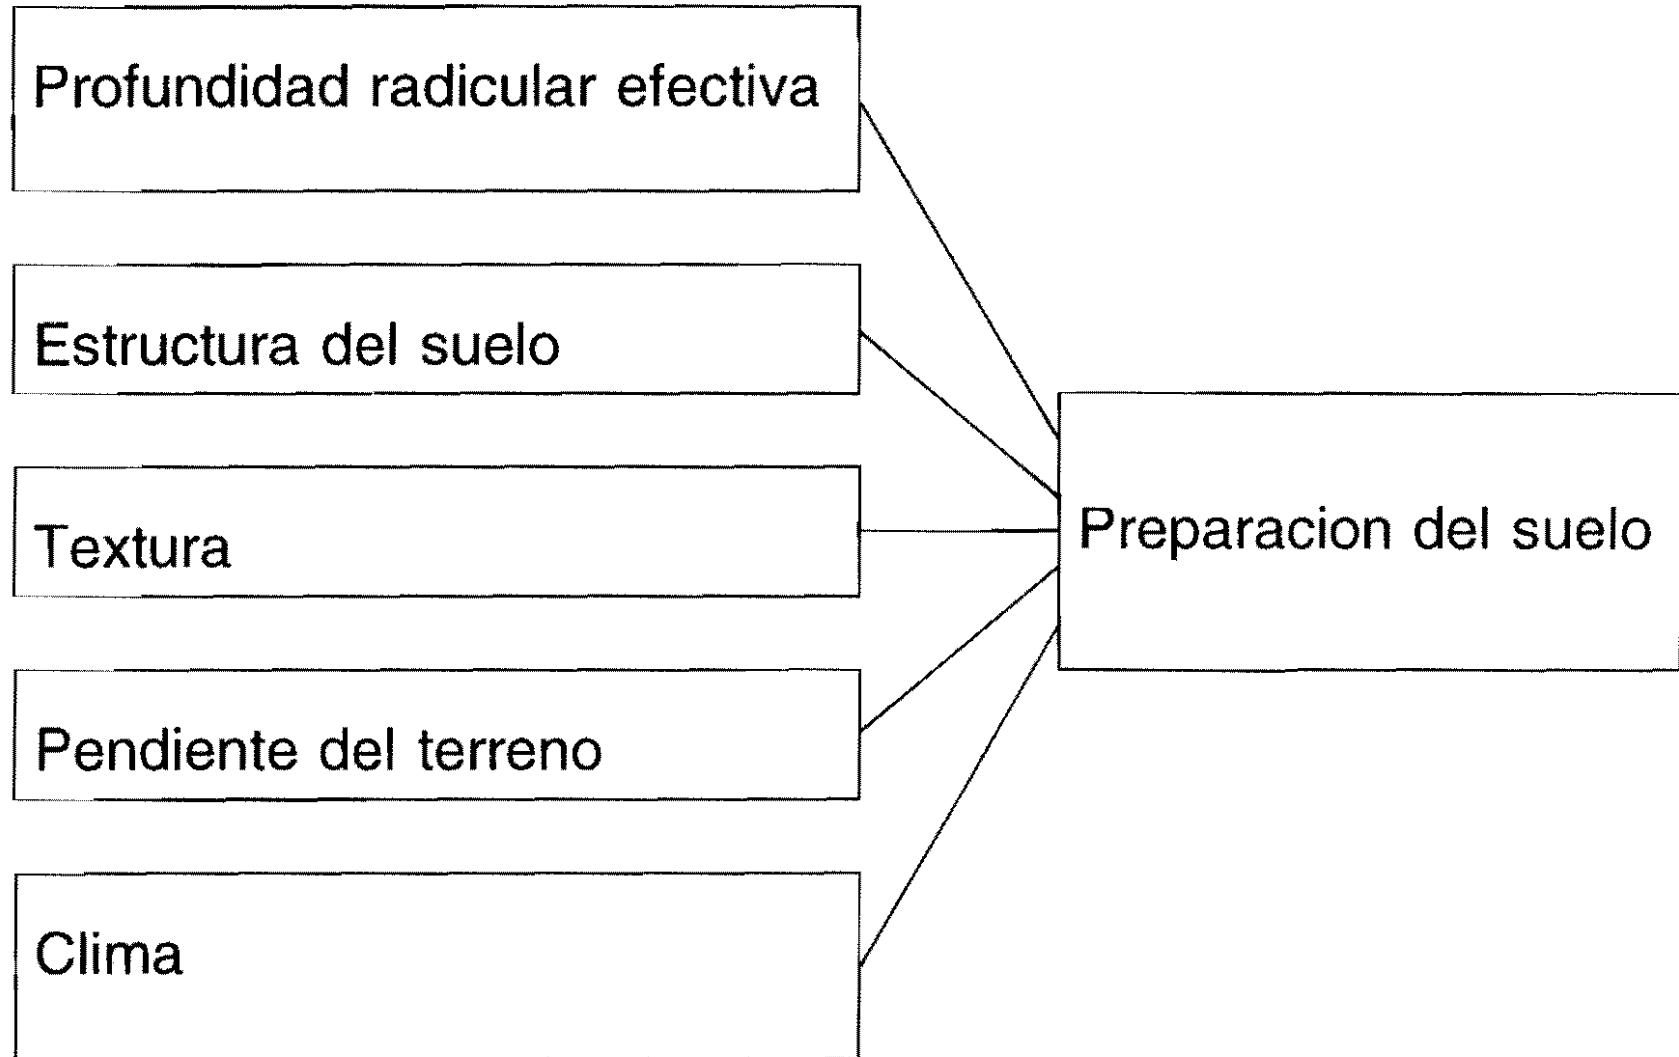 Profundidad radicular efectiva
Estructura del suelo
Textura
Pendiente del terreno
Clima
Preparacion del suelo